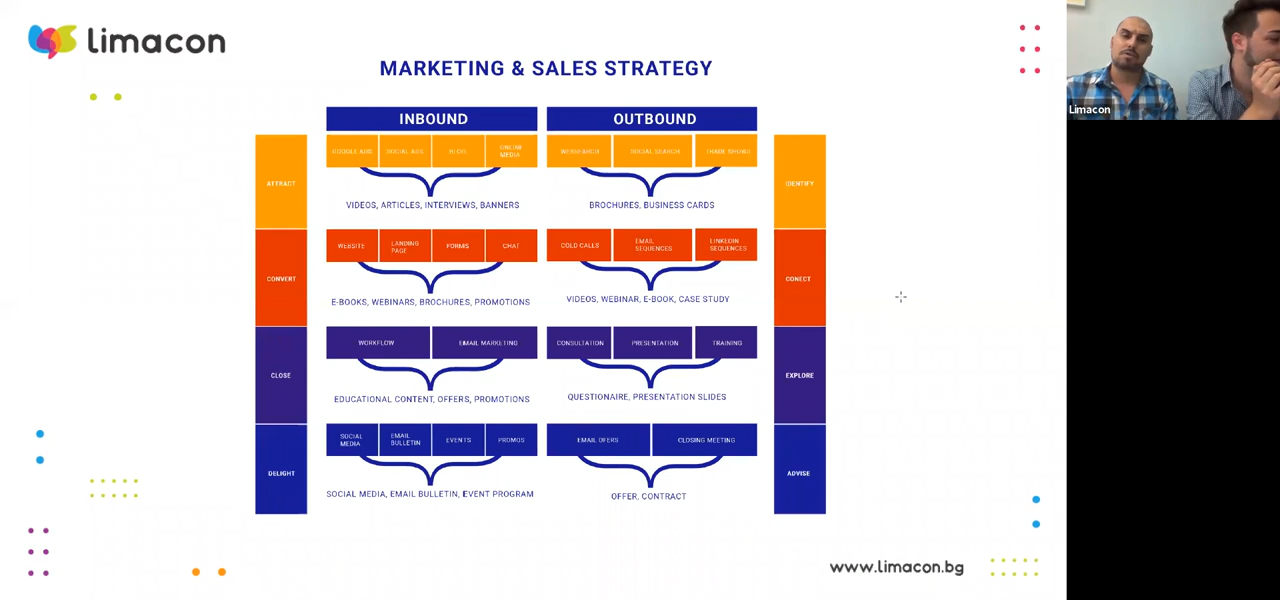 limacon
MARKETING & SALES STRATEGY
Limacon
INBOUND
OUTBOUND
ATTRACT
GOOGLE ADS
SOCIAL ADS
BLOG
ONLINE
MEDIA
WEBSEARCH
SOCIAL SEARCH
TRADE SHOWS
IDENTIFY
VIDEOS, ARTICLES, INTERVIEWS, BANNERS
BROCHURES, BUSINESS CARDS
CONVERT
WEBSITE
LANDING
PAGE
FORMS
CHAT
COLD CALLS
EMAIL
SEQUENCES
LINKEDIN
SEQUENCES
CONECT
E-BOOKS, WEBINARS, BROCHURES, PROMOTIONS
VIDEOS, WEBINAR, E-BOOK, CASE STUDY
CLOSE
WORKFLOW
EMAIL MARKETING
CONSULTATION
PRESENTATION
TRAINING
EXPLORE
EDUCATIONAL CONTENT, OFFERS, PROMOTIONS
QUESTIONAIRE, PRESENTATION SLIDES
DELIGHT
SOCIAL
MEDIA
EMAIL
BULLETIN
EVENTS
PROMOS
EMAIL OFERS
CLOSING MEETING
ADVISE
SOCIAL MEDIA, EMAIL BULLETIN, EVENT PROGRAM
OFFER, CONTRACT
www.limacon.bg